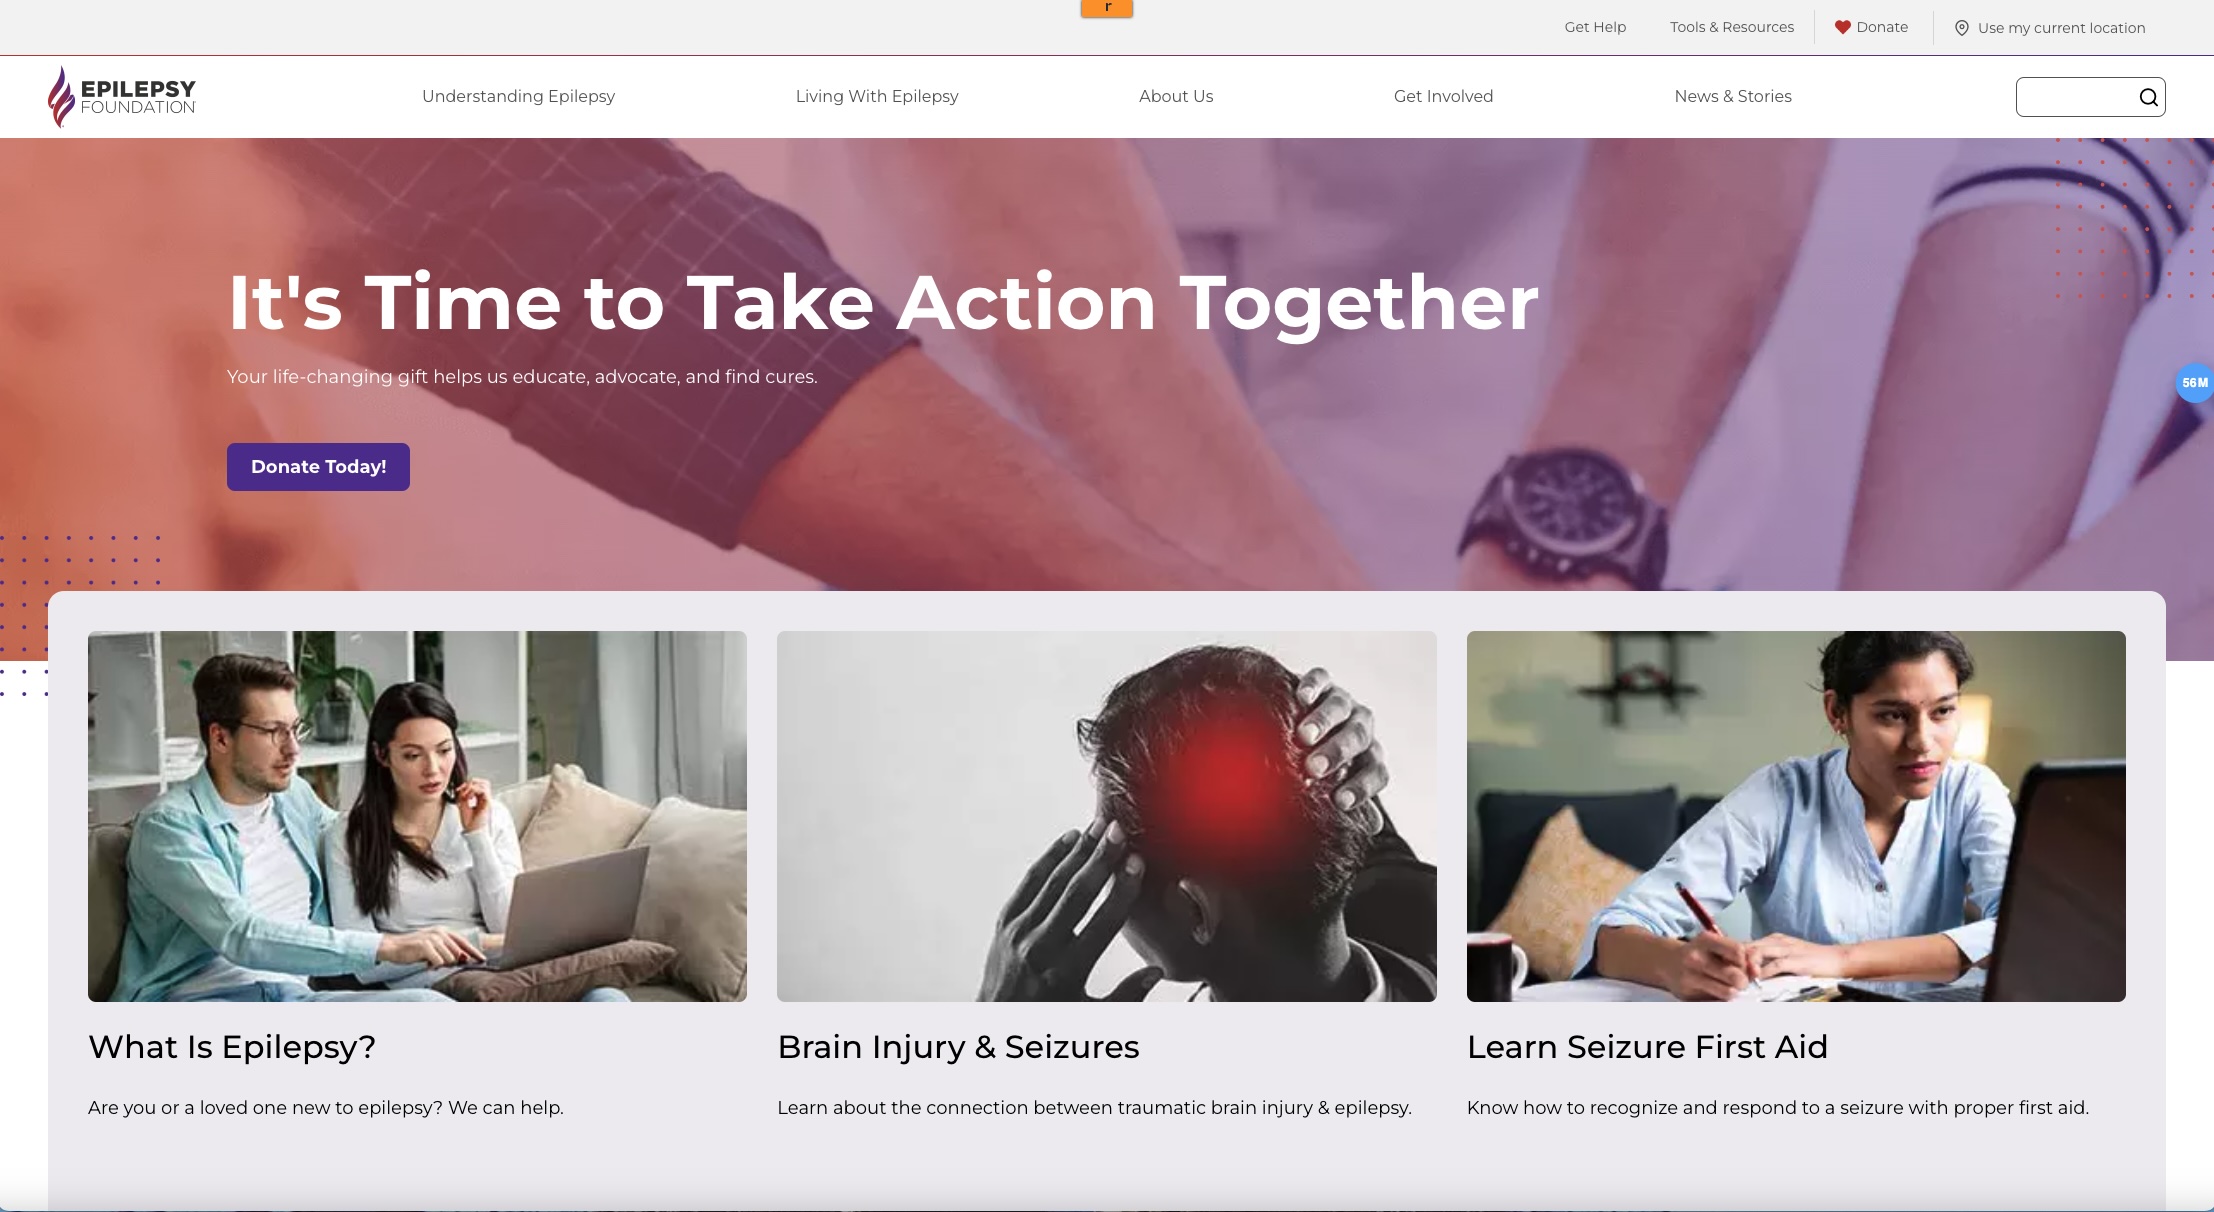 r
Get Help
Tools & Resources
Donate
Use my current location
EPILEPSY
FOUNDATION
Understanding Epilepsy
Living With Epilepsy
About Us
Get Involved
News & Stories
It's Time to Take Action Together
Your life-changing gift helps us educate, advocate, and find cures.
56M
Donate Today!
What Is Epilepsy?
Are you or a loved one new to epilepsy? We can help.
Brain Injury & Seizures
Learn about the connection between traumatic brain injury & epilepsy.
Learn Seizure First Aid
Know how to recognize and respond to a seizure with proper first aid.